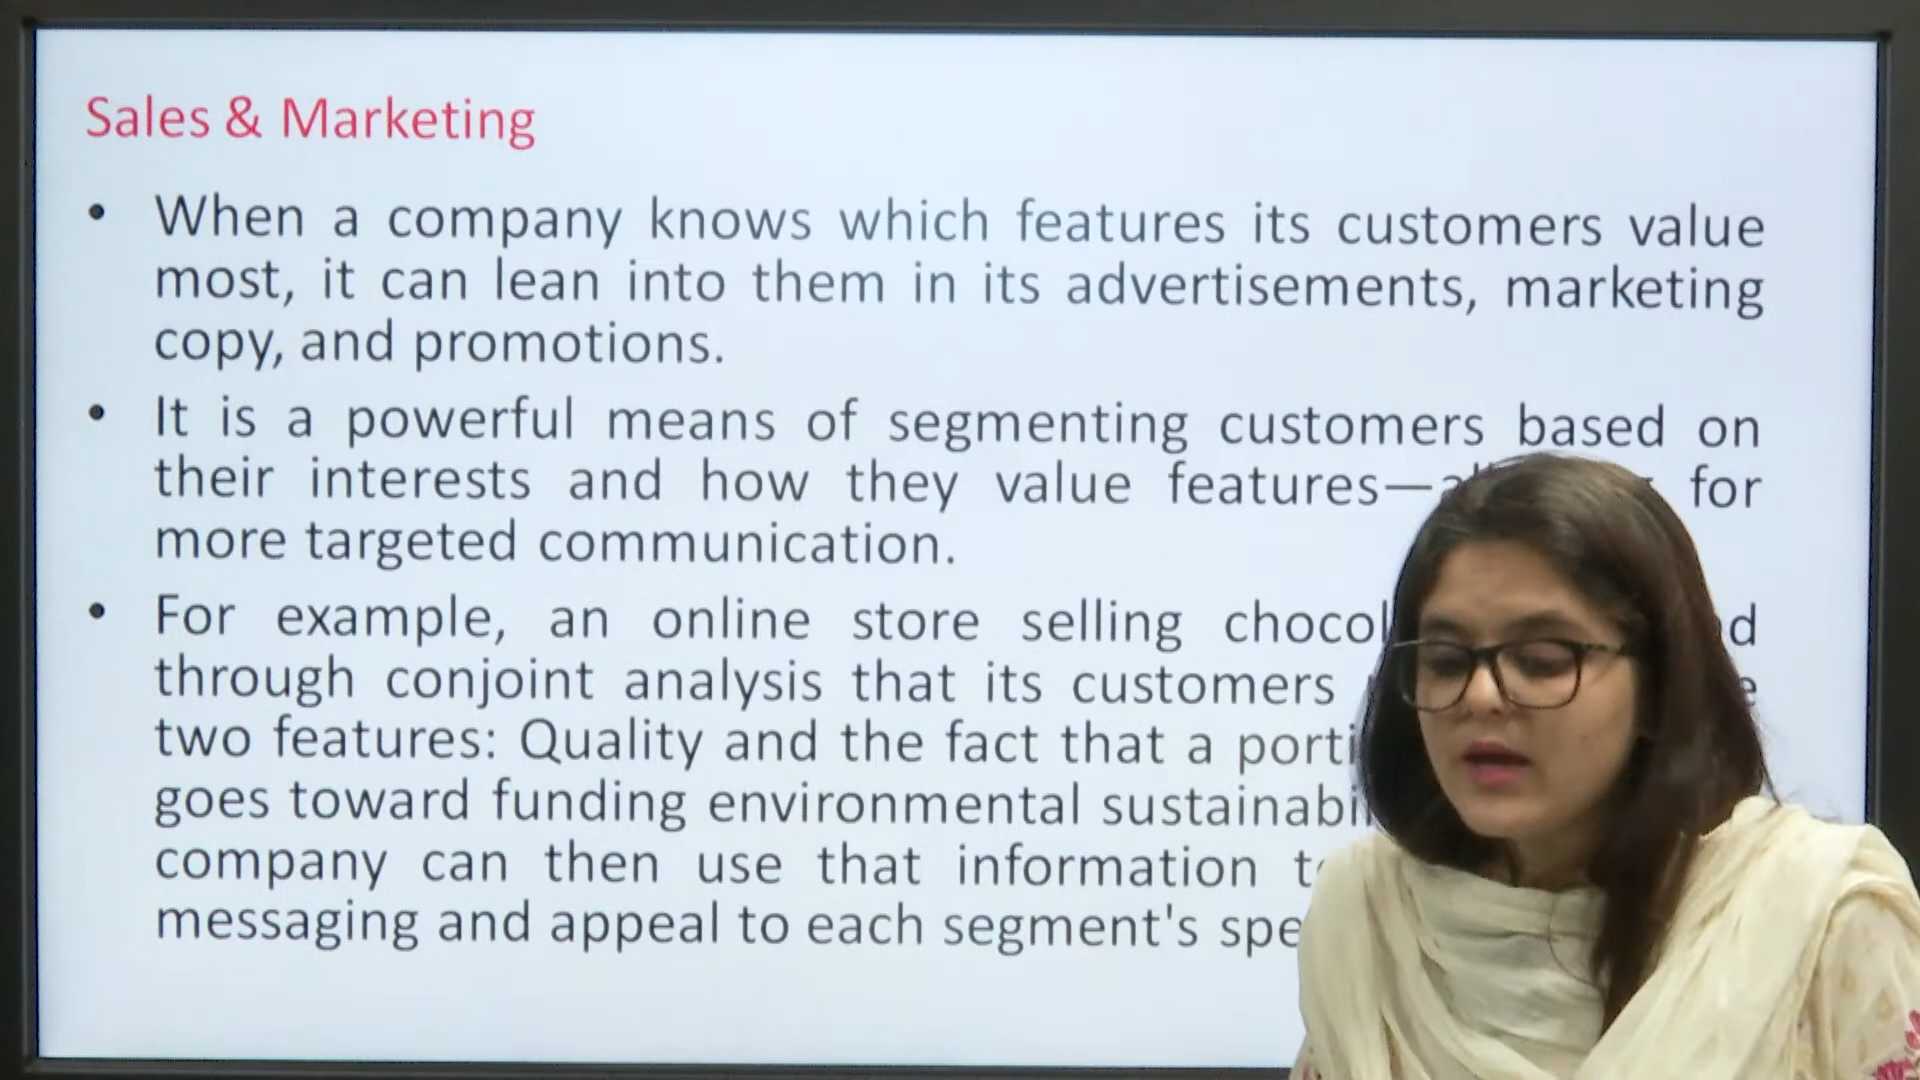 Sales & Marketing
• When a company knows which features its customers value
most, it can lean into them in its advertisements, marketing
copy, and promotions.
• It is a powerful means of segmenting customers based on
their interests and how they value features— for
more targeted communication.
• For example, an online store selling
through conjoint analysis that its customers
two features: Quality and the fact that a
goes toward funding environmental
company can then use that information
messaging and appeal to each segment's